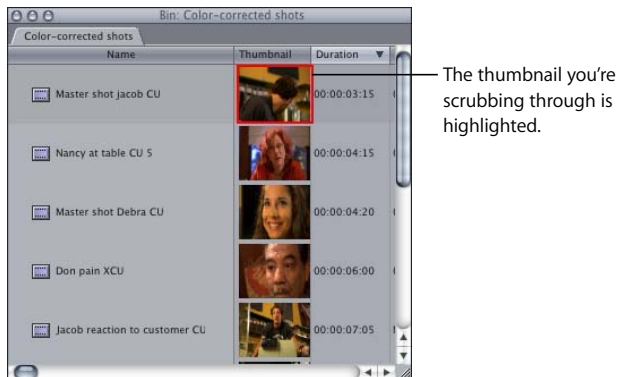 Bin: Color-corrected shots
Color-corrected shots
Name Thumbnail Duration
Master shot jacob CU 00:00:03:15
Nancy at table CU 5 00:00:04:15
Master shot Debra CU 00:00:04:20
Don pain XCU 00:00:06:00
Jacob reaction to customer CU 00:00:07:05
The thumbnail you’re
scrubbing through is
highlighted.